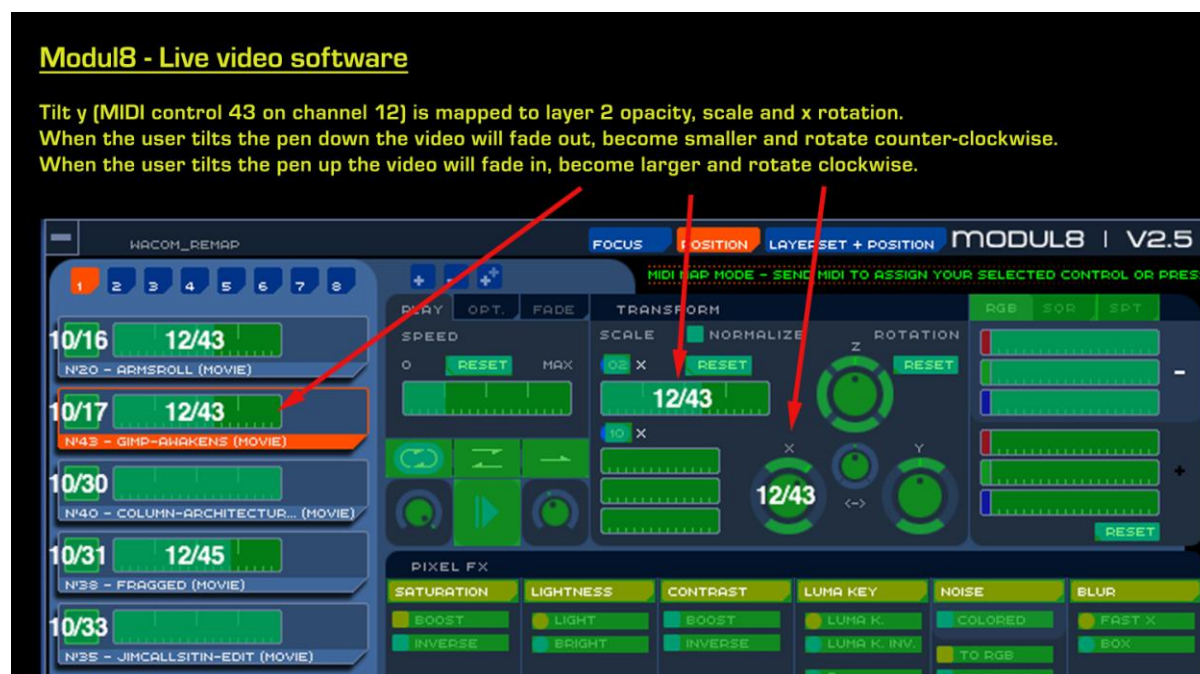 Modul8 - Live video software
Tilt y (MIDI control 43 on channel 12) is mapped to layer 2 opacity, scale and x rotation.
When the user tilts the pen down the video will fade out, become smaller and rotate counter-clockwise.
When the user tilts the pen up the video will fade in, become larger and rotate clockwise.
WACOM_REMAP
FOCUS POSITION LAYERSET + POSITION MODUL8 | V2.5
1 2 3 4 5 6 7 8
+ - +
MIDI MAP MODE - SEND MIDI TO ASSIGN YOUR SELECTED CONTROL OR PRES
PLAY OPT. FADE TRANSFORM RGB SQR SPT
10/16 12/43
N°20 - ARMSROLL (MOVIE)
SPEED
0 RESET MAX
SCALE NORMALIZE ROTATION
02 X RESET Z RESET
12/43
-
10/17 12/43
N°43 - GIMP-AWAKENS (MOVIE)
10 X
X Y
12/43
<->
+
RESET
10/30
N°40 - COLUMN-ARCHITECTUR... (MOVIE)
10/31 12/45
N°38 - FRAGGED (MOVIE)
10/33
N°35 - JIMCALLSITIN-EDIT (MOVIE)
PIXEL FX
SATURATION LIGHTNESS CONTRAST LUMA KEY NOISE BLUR
BOOST LIGHT BOOST LUMA K. COLORED FAST X
INVERSE BRIGHT INVERSE LUMA K. INV. BOX
TO RGB